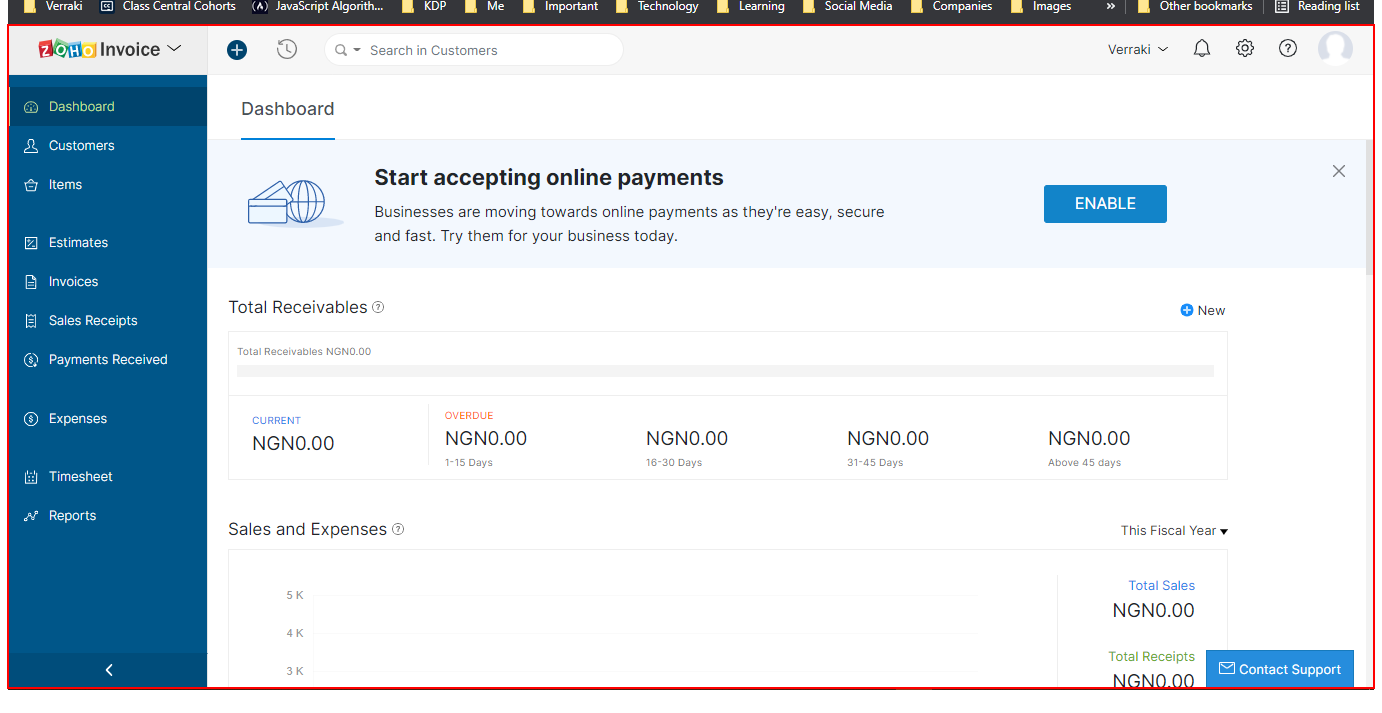 Verraki CC Class Central Cohorts (A) JavaScript Algorith... KDP Me Important Technology Learning Social Media Companies Images » Other bookmarks Reading list
ZOHO Invoice
Search in Customers
Verraki
Dashboard
Customers
Items
Estimates
Invoices
Sales Receipts
Payments Received
Expenses
Timesheet
Reports
Dashboard
Start accepting online payments
Businesses are moving towards online payments as they're easy, secure
and fast. Try them for your business today.
ENABLE
Total Receivables
New
Total Receivables NGN0.00
CURRENT
NGN0.00
OVERDUE
NGN0.00 NGN0.00 NGN0.00 NGN0.00
1-15 Days 16-30 Days 31-45 Days Above 45 days
Sales and Expenses
This Fiscal Year
5 K
4 K
3 K
Total Sales
NGN0.00
Total Receipts
NGN0.00
Contact Support